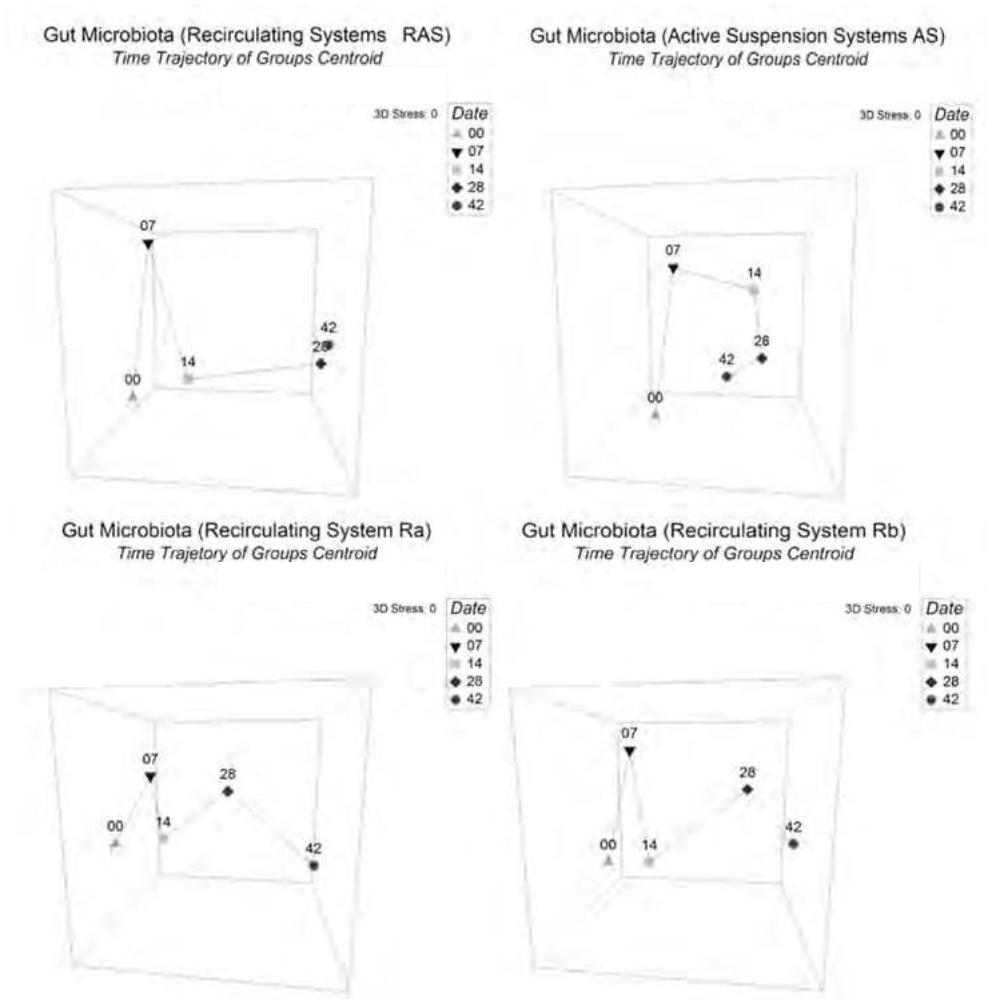 Gut Microbiota (Recirculating Systems RAS)
Time Trajectory of Groups Centroid
3D Stress: 0
Date
00
07
14
28
42
07
42
28
14
00
Gut Microbiota (Active Suspension Systems AS)
Time Trajectory of Groups Centroid
3D Stress: 0
Date
00
07
14
28
42
07
14
28
42
00
Gut Microbiota (Recirculating System Ra)
Time Trajetory of Groups Centroid
3D Stress: 0
Date
00
07
14
28
42
07
28
00
14
42
Gut Microbiota (Recirculating System Rb)
Time Trajectory of Groups Centroid
3D Stress: 0
Date
00
07
14
28
42
07
28
42
00
14